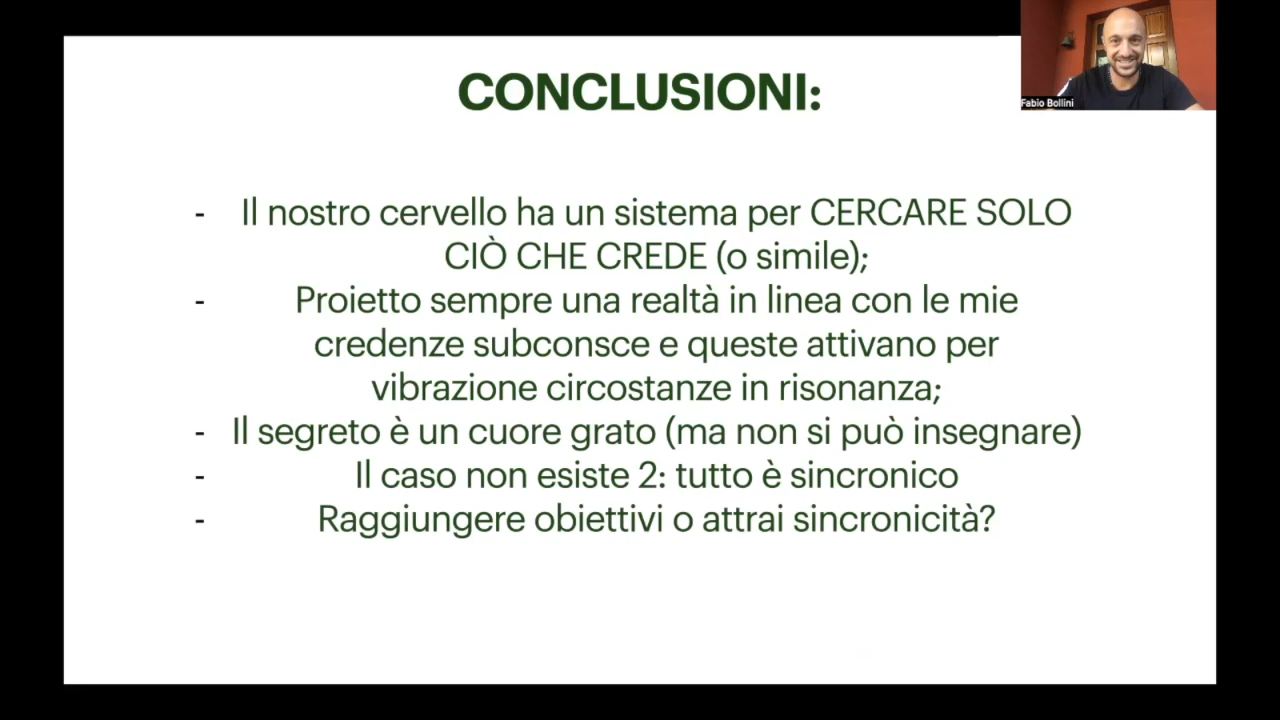 CONCLUSIONI:
Fabio Bollini
- Il nostro cervello ha un sistema per CERCARE SOLO
CIÒ CHE CREDE (o simile);
- Proietto sempre una realtà in linea con le mie
credenze subconsce e queste attivano per
vibrazione circostanze in risonanza;
- Il segreto è un cuore grato (ma non si può insegnare)
- Il caso non esiste 2: tutto è sincronico
- Raggiungere obiettivi o attrai sincronicità?